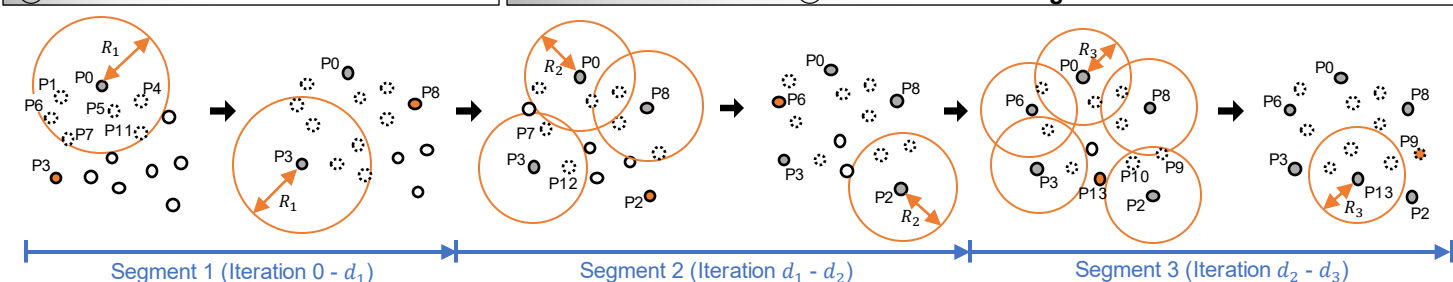 R₁
P0
P1
P4
P6
P5
P7
P11
P3
P0
P8
P3
R₁
R₂
P0
P8
P7
P3
P12
P2
P0
P6
P8
P3
P2
R₂
R₃
P0
P6
P8
P3
P13
P10
P9
P2
P0
P6
P8
P9
P3
P13
R₃
P2
Segment 1 (Iteration 0 - d₁)
Segment 2 (Iteration d₁ - d₂)
Segment 3 (Iteration d₂ - d₃)